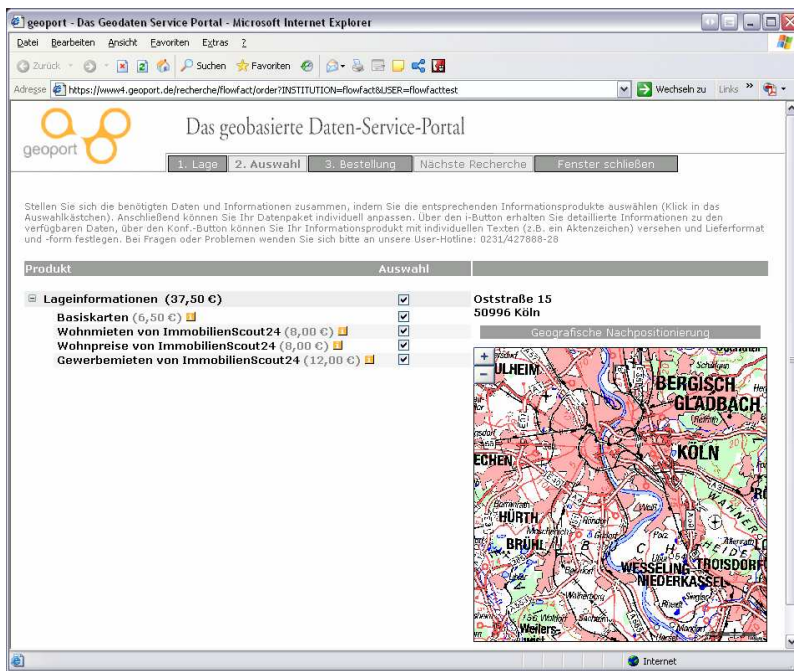 geoport - Das Geodaten Service Portal - Microsoft Internet Explorer
Datei Bearbeiten Ansicht Favoriten Extras ?
Zurück Suchen Favoriten
Adresse https://www4.geoport.de/recherche/flowfact/order?INSTITUTION=flowfact&USER=flowfacttest Wechseln zu Links »
geoport
Das geobasierte Daten-Service-Portal
1. Lage 2. Auswahl 3. Bestellung Nächste Recherche Fenster schließen
Stellen Sie sich die benötigten Daten und Informationen zusammen, indem Sie die entsprechenden Informationsprodukte auswählen (Klick in das
Auswahlkästchen). Anschließend können Sie Ihr Datenpaket individuell anpassen. Über den i-Button erhalten Sie detaillierte Informationen zu den
verfügbaren Daten, über den Konf.-Button können Sie Ihr Informationsprodukt mit individuellen Texten (z.B. ein Aktenzeichen) versehen und Lieferformat
und -form festlegen. Bei Fragen oder Problemen wenden Sie sich bitte an unsere User-Hotline: 0231/427888-28
Produkt Auswahl
Lageinformationen (37,50 €)
Basiskarten (6,50 €)
Wohnmieten von ImmobilienScout24 (8,00 €)
Wohnpreise von ImmobilienScout24 (8,00 €)
Gewerbemieten von ImmobilienScout24 (12,00 €)
Oststraße 15
50996 Köln
Geografische Nachpositionierung
+
−
ULHEIM
BERGISCH
GLADBACH
KÖLN
ECHEN
WAHNER
HEIDE
HÜRTH
BRÜHL
Porz
WESSELING
TROISDORF
NIEDERKASSEL
Weilers-
wist
Internet